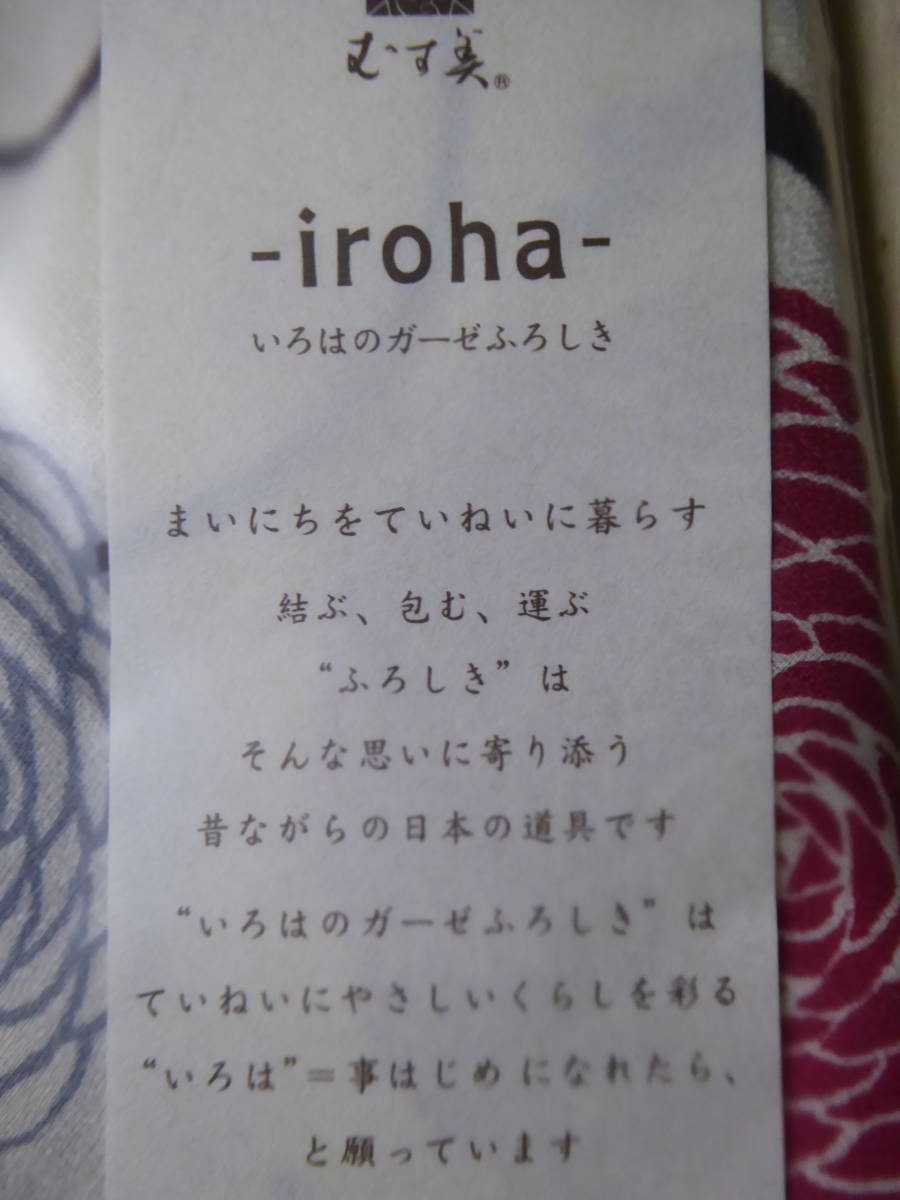 むす美®
-iroha-
いろはのガーゼふろしき
まいにちをていねいに暮らす
結ぶ、包む、運ぶ
“ふろしき”は
そんな思いに寄り添う
昔ながらの日本の道具です
“いろはのガーゼふろしき”は
ていねいにやさしいくらしを彩る
“いろは”＝事はじめになれたら、
と願っています